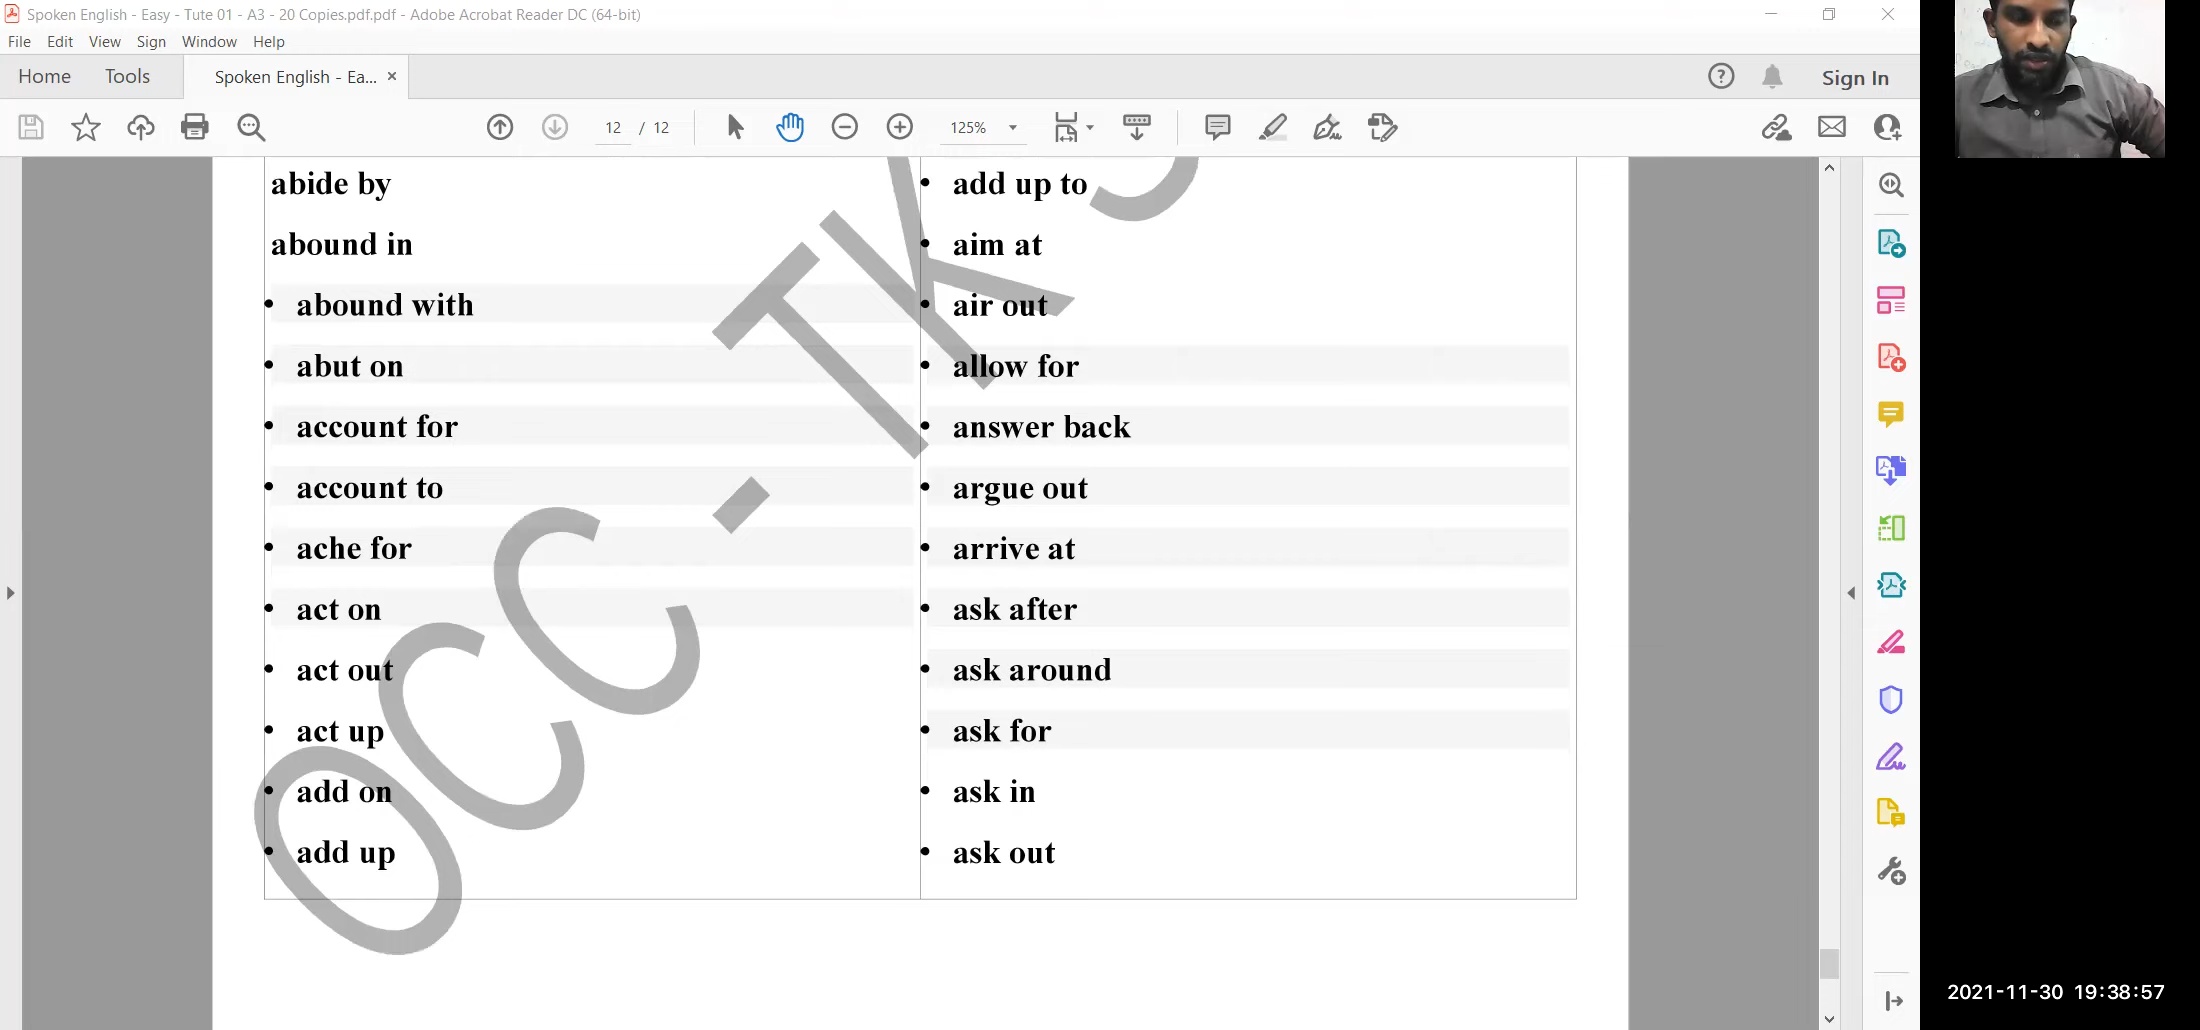 Spoken English - Easy - Tute 01 - A3 - 20 Copies.pdf.pdf - Adobe Acrobat Reader DC (64-bit)
File Edit View Sign Window Help
Home Tools Spoken English - Ea... × Sign In
12 / 12 125%
abide by
abound in
• abound with
• abut on
• account for
• account to
• ache for
• act on
• act out
• act up
• add on
• add up
• add up to
• aim at
• air out
• allow for
• answer back
• argue out
• arrive at
• ask after
• ask around
• ask for
• ask in
• ask out
OCC - TK
2021-11-30 19:38:57